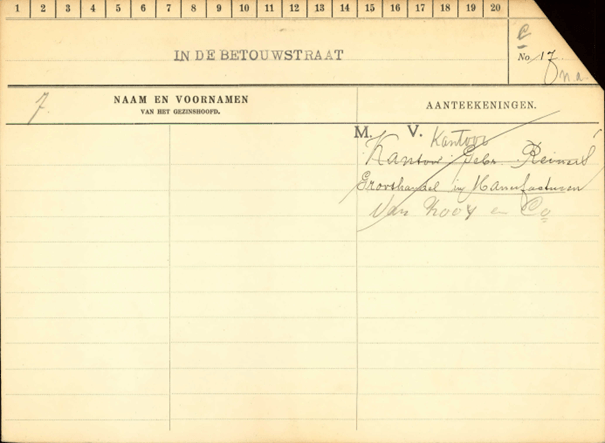 1 2 3 4 5 6 7 8 9 10 11 12 13 14 15 16 17 18 19 20
C
IN DE BETOUWSTRAAT
No. 17
7.
NAAM EN VOORNAMEN
VAN HET GEZINSHOOFD.
AANTEEKENINGEN.
M. V. Kantoor
Kantoor Gebr.
Groothandel in Manufacturen
Van Rooy en Co